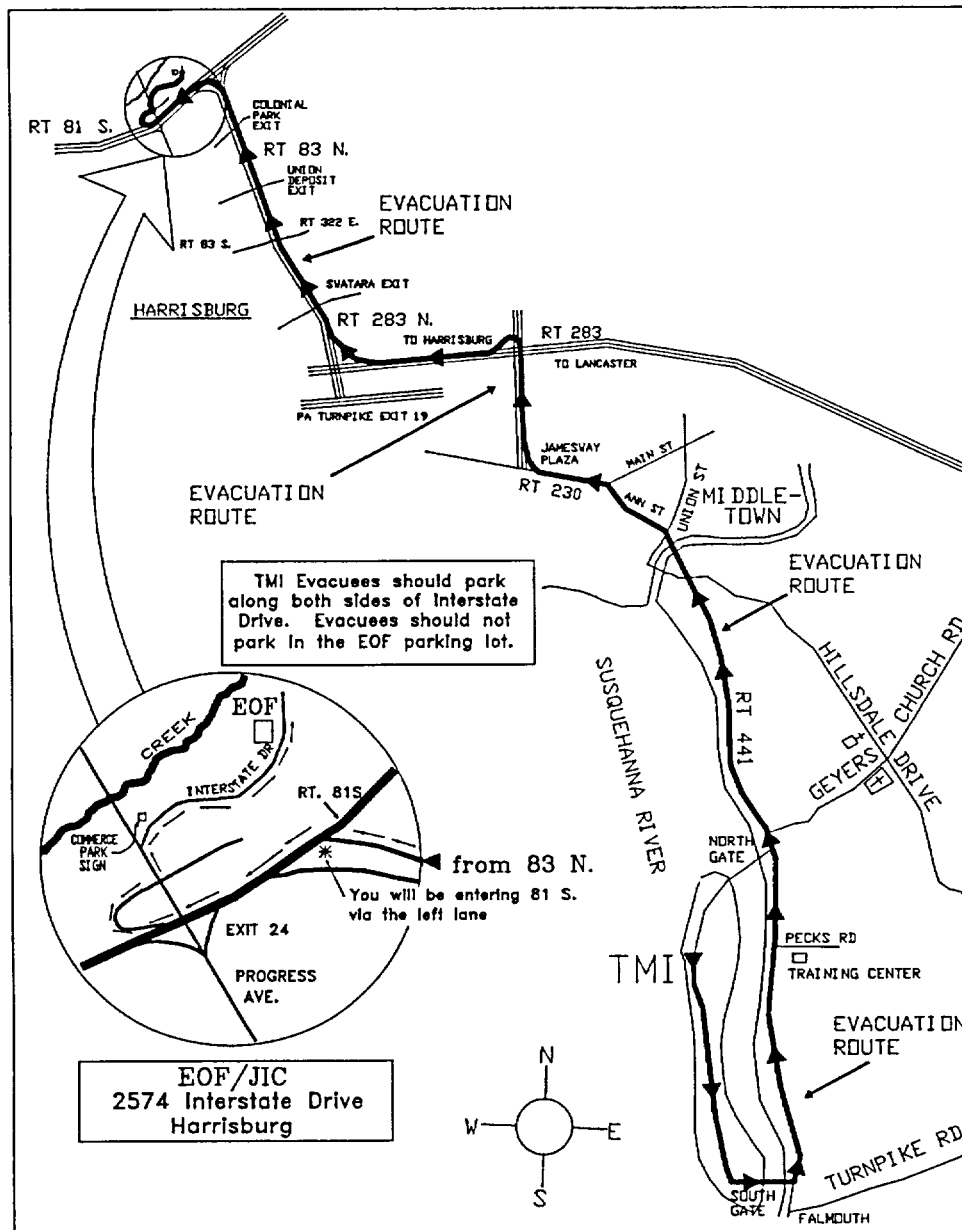 RT 81 S.
COLONIAL
PARK
EXIT
RT 83 N.
UNION
DEPOSIT
EXIT
EVACUATION
ROUTE
RT 322 E.
RT 83 S.
SWATARA EXIT
HARRISBURG
RT 283 N.
TO HARRISBURG
RT 283
TO LANCASTER
PA TURNPIKE EXIT 19
JAMESWAY
PLAZA
MAIN ST
RT 230
ANN ST
UNION ST
MIDDLE-
TOWN
EVACUATION
ROUTE
EVACUATION
ROUTE
TMI Evacuees should park
along both sides of Interstate
Drive. Evacuees should not
park in the EOF parking lot.
SUSQUEHANNA RIVER
RT 441
HILLSDALE DRIVE
GEYERS CHURCH RD
CREEK
EOF
INTERSTATE DR
RT. 81S
COMMERCE
PARK
SIGN
from 83 N.
You will be entering 81 S.
via the left lane
EXIT 24
PROGRESS
AVE.
NORTH
GATE
TMI
PECKS RD
TRAINING CENTER
EVACUATION
ROUTE
EOF/JIC
2574 Interstate Drive
Harrisburg
N
W
E
S
TURNPIKE RD
SOUTH
GATE
FALMOUTH